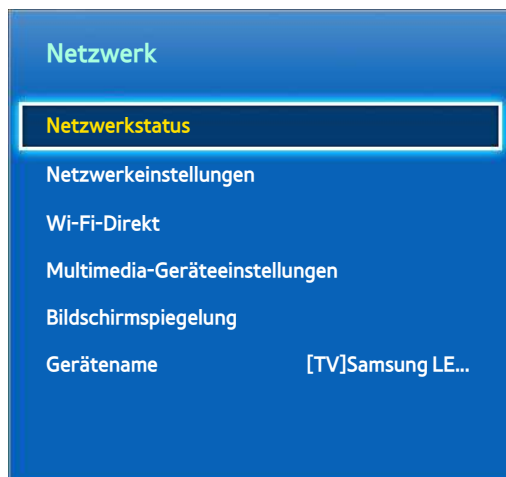 Netzwerk
Netzwerkstatus
Netzwerkeinstellungen
Wi-Fi-Direkt
Multimedia-Geräteeinstellungen
Bildschirmspiegelung
Gerätename [TV]Samsung LE...